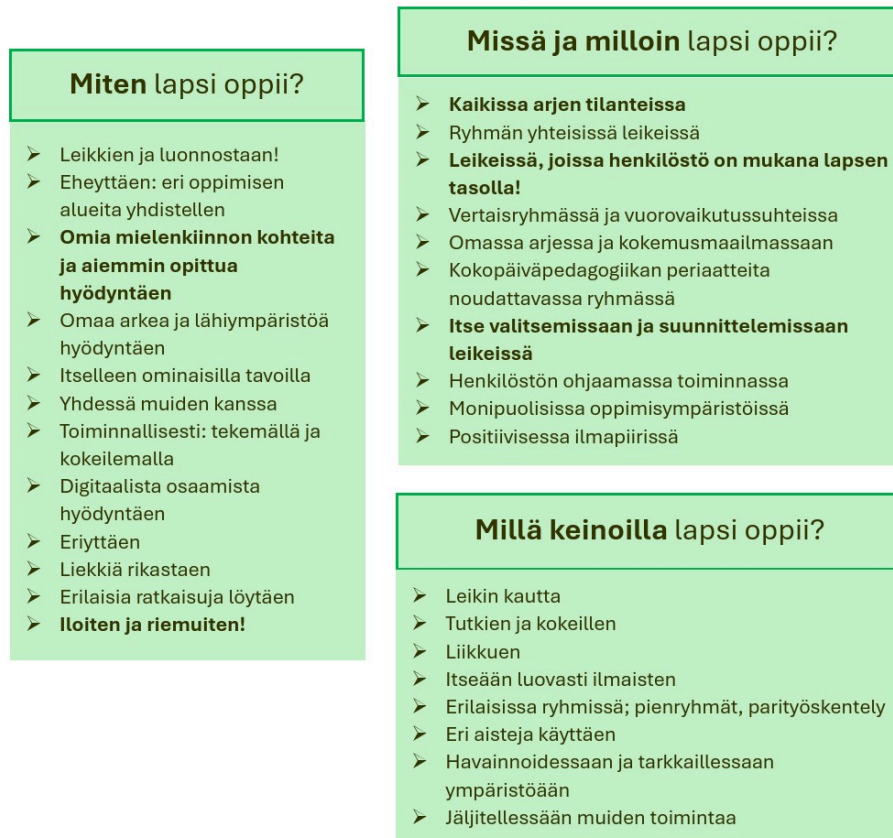 Miten lapsi oppii?
➢ Leikkien ja luonnostaan!
➢ Eheyttäen: eri oppimisen
alueita yhdistellen
➢ Omia mielenkiinnon kohteita
ja aiemmin opittua
hyödyntäen
➢ Omaa arkea ja lähiympäristöä
hyödyntäen
➢ Itselleen ominaisilla tavoilla
➢ Yhdessä muiden kanssa
➢ Toiminnallisesti: tekemällä ja
kokeilemalla
➢ Digitaalista osaamista
hyödyntäen
➢ Eriyttäen
➢ Liekkiä rikastaen
➢ Erilaisia ratkaisuja löytäen
➢ Iloiten ja riemuiten!
Missä ja milloin lapsi oppii?
➢ Kaikissa arjen tilanteissa
➢ Ryhmän yhteisissä leikeissä
➢ Leikeissä, joissa henkilöstö on mukana lapsen
tasolla!
➢ Vertaisryhmässä ja vuorovaikutussuhteissa
➢ Omassa arjessa ja kokemusmaailmassaan
➢ Kokopäiväpedagogiikan periaatteita
noudattavassa ryhmässä
➢ Itse valitsemissaan ja suunnittelemissaan
leikeissä
➢ Henkilöstön ohjaamassa toiminnassa
➢ Monipuolisissa oppimisympäristöissä
➢ Positiivisessa ilmapiirissä
Millä keinoilla lapsi oppii?
➢ Leikin kautta
➢ Tutkien ja kokeillen
➢ Liikkuen
➢ Itseään luovasti ilmaisten
➢ Erilaisissa ryhmissä; pienryhmät, parityöskentely
➢ Eri aisteja käyttäen
➢ Havainnoidessaan ja tarkkaillessaan
ympäristöään
➢ Jäljitellessään muiden toimintaa